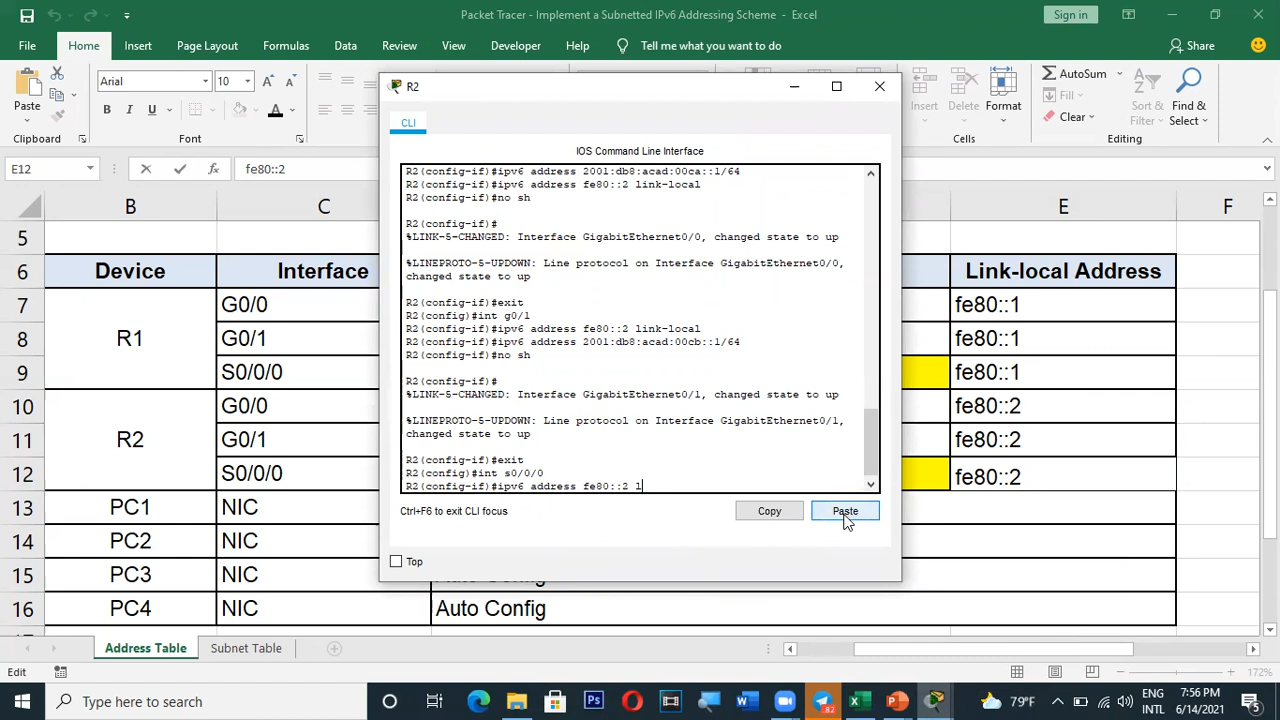 Packet Tracer - Implement a Subnetted IPv6 Addressing Scheme - Excel
Sign in
File Home Insert Page Layout Formulas Data Review View Developer Help Tell me what you want to do Share
Paste
Clipboard
Arial 10
B I U A
Font
Insert Delete Format
Cells
AutoSum
Fill
Clear
Sort & Filter
Find & Select
Editing
E12 fe80::2
B C E F
5
6 Device Interface Link-local Address
7 G0/0 fe80::1
8 R1 G0/1 fe80::1
9 S0/0/0 fe80::1
10 G0/0 fe80::2
11 R2 G0/1 fe80::2
12 S0/0/0 fe80::2
13 PC1 NIC
14 PC2 NIC
15 PC3 NIC
16 PC4 NIC Auto Config
R2
CLI
IOS Command Line Interface
R2(config-if)#ipv6 address 2001:db8:acad:00ca::1/64
R2(config-if)#ipv6 address fe80::2 link-local
R2(config-if)#no sh
R2(config-if)#
%LINK-5-CHANGED: Interface GigabitEthernet0/0, changed state to up
%LINEPROTO-5-UPDOWN: Line protocol on Interface GigabitEthernet0/0,
changed state to up
R2(config-if)#exit
R2(config)#int g0/1
R2(config-if)#ipv6 address fe80::2 link-local
R2(config-if)#ipv6 address 2001:db8:acad:00cb::1/64
R2(config-if)#no sh
R2(config-if)#
%LINK-5-CHANGED: Interface GigabitEthernet0/1, changed state to up
%LINEPROTO-5-UPDOWN: Line protocol on Interface GigabitEthernet0/1,
changed state to up
R2(config-if)#exit
R2(config)#int s0/0/0
R2(config-if)#ipv6 address fe80::2 l
Ctrl+F6 to exit CLI focus
Copy Paste
Top
Address Table Subnet Table
Edit 172%
Type here to search
82
79°F
ENG
INTL
7:56 PM
6/14/2021
5